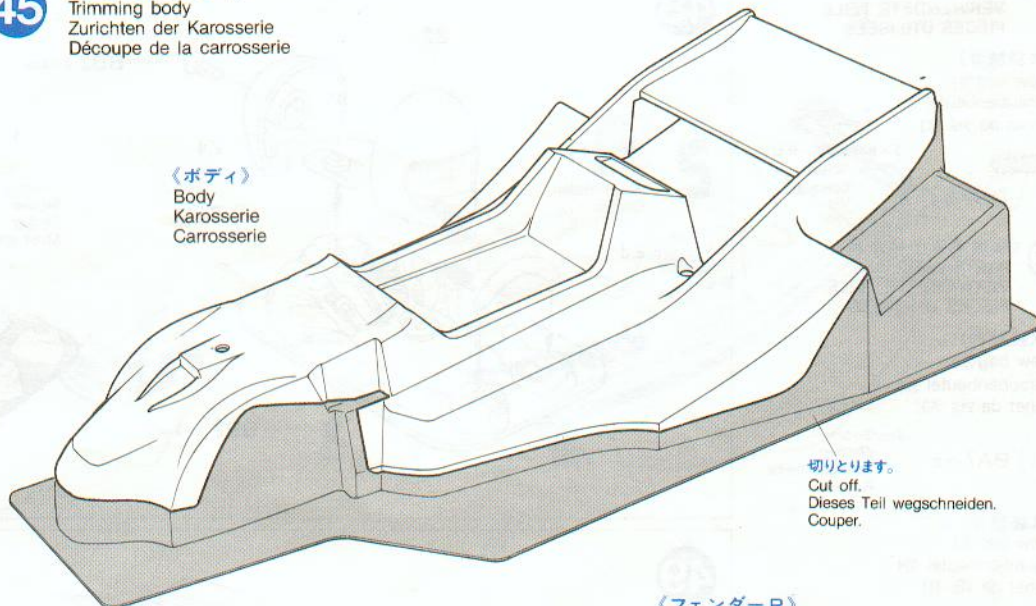 45
Trimming body
Zurichten der Karosserie
Découpe de la carrosserie
《ボディ》
Body
Karosserie
Carrosserie
切りとります。
Cut off.
Dieses Teil wegschneiden.
Couper.